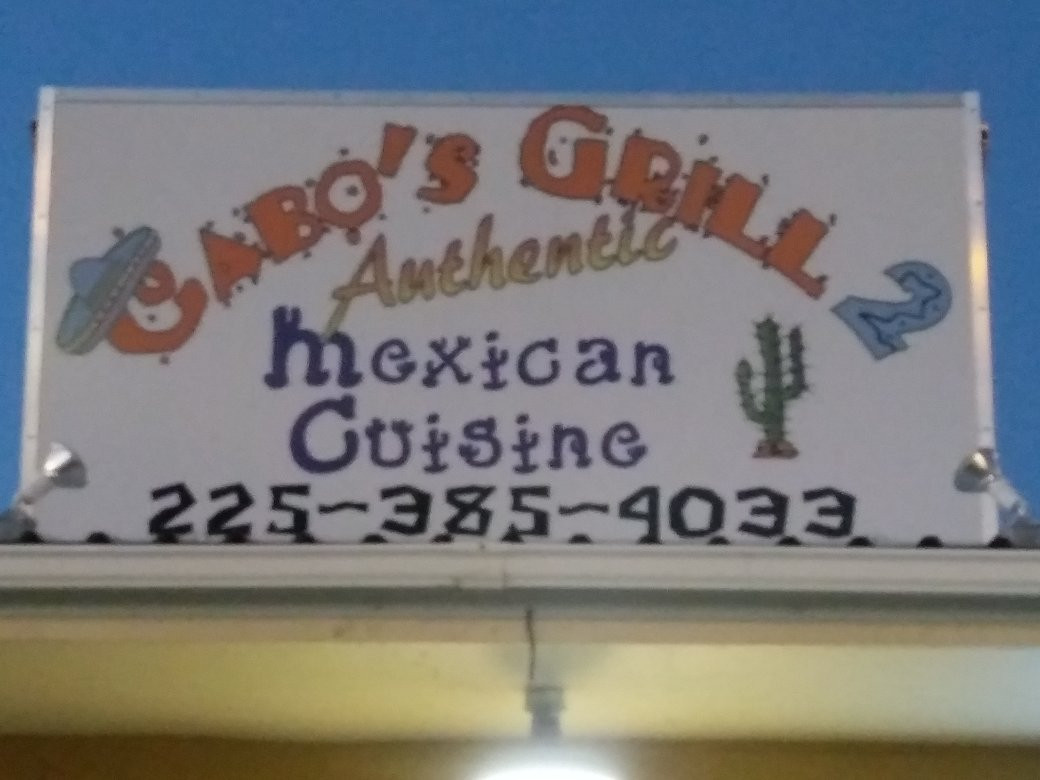 Cabo's Grill 2
Authentic
Mexican
Cuisine
225-385-4033